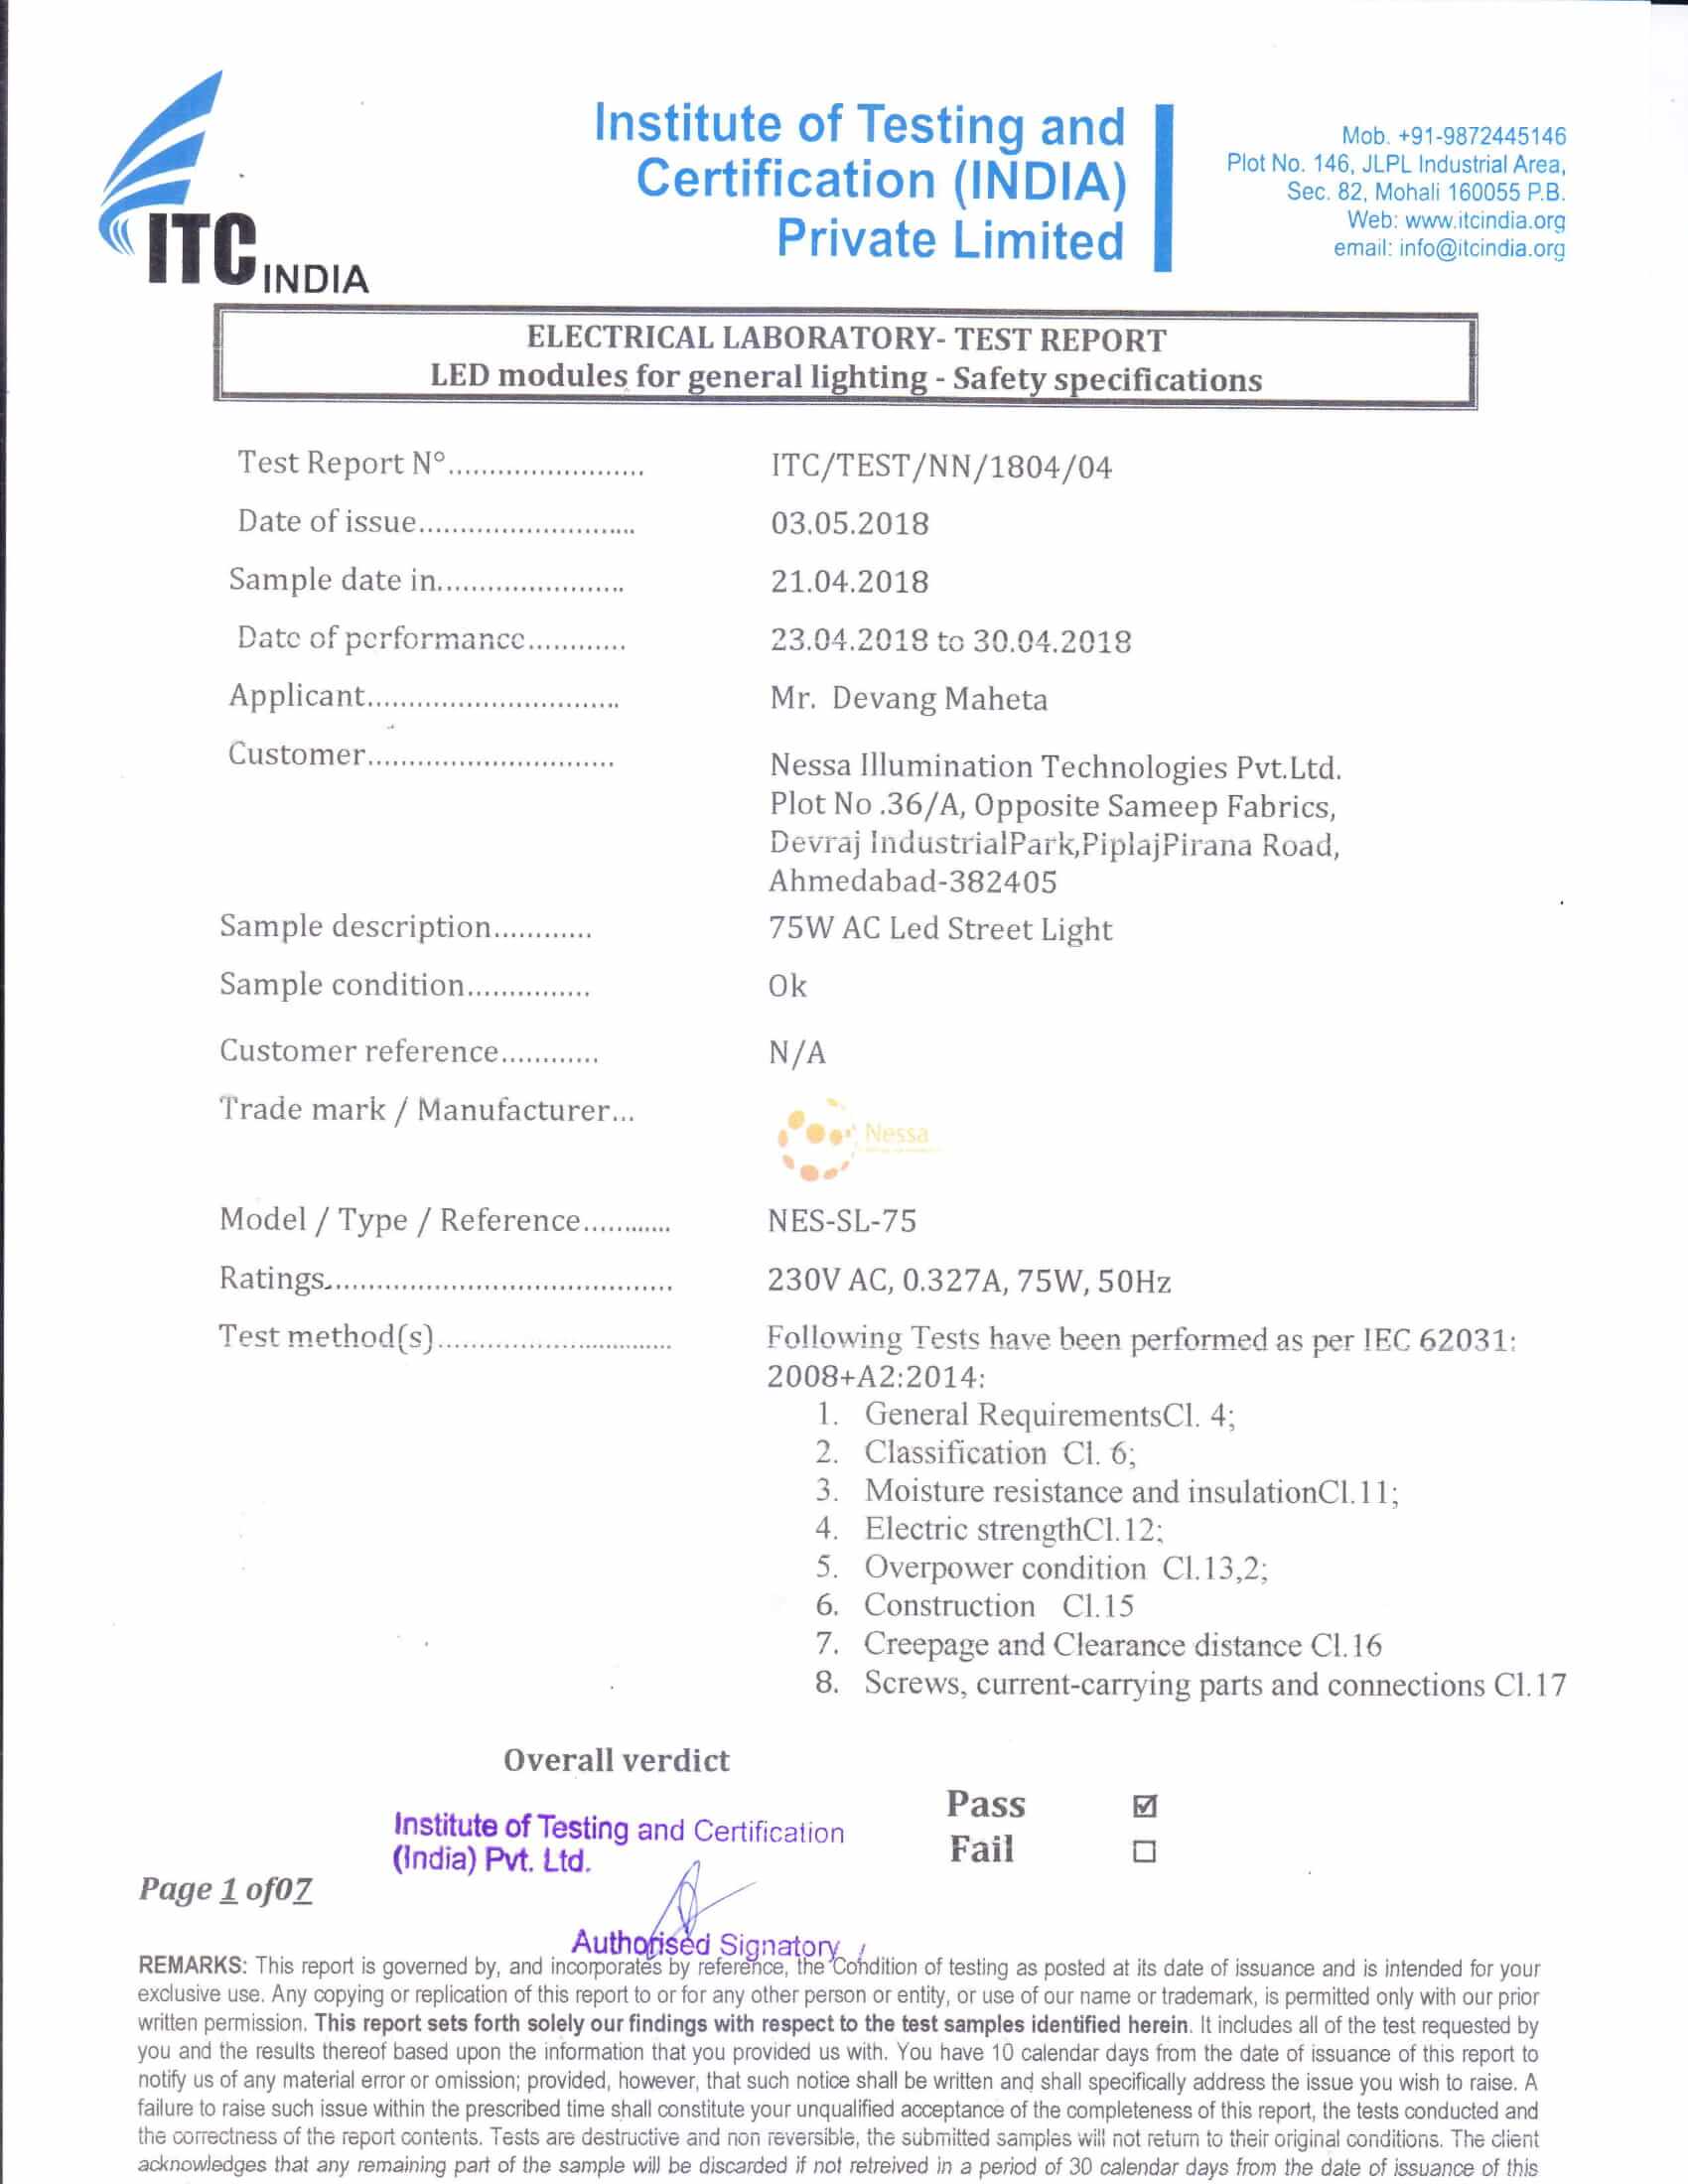 Institute of Testing and
Certification (INDIA)
Private Limited
Mob. +91-9872445146
Plot No. 146, JLPL Industrial Area,
Sec. 82, Mohali 160055 P.B.
Web: www.itcindia.org
email: info@itcindia.org
ITC INDIA
ELECTRICAL LABORATORY- TEST REPORT
LED modules for general lighting - Safety specifications
Test Report N°........................ ITC/TEST/NN/1804/04
Date of issue.......................... 03.05.2018
Sample date in....................... 21.04.2018
Date of performance............ 23.04.2018 to 30.04.2018
Applicant............................... Mr. Devang Maheta
Customer.............................. Nessa Illumination Technologies Pvt.Ltd.
Plot No .36/A, Opposite Sameep Fabrics,
Devraj IndustrialPark,PiplajPirana Road,
Ahmedabad-382405
Sample description............ 75W AC Led Street Light
Sample condition............... Ok
Customer reference............ N/A
Trade mark / Manufacturer... Nessa
Model / Type / Reference............ NES-SL-75
Ratings.......................................... 230V AC, 0.327A, 75W, 50Hz
Test method(s)............................ Following Tests have been performed as per IEC 62031:
2008+A2:2014:
1. General RequirementsCl. 4;
2. Classification Cl. 6;
3. Moisture resistance and insulationCl.11;
4. Electric strengthCl.12;
5. Overpower condition Cl.13,2;
6. Construction Cl.15
7. Creepage and Clearance distance Cl.16
8. Screws, current-carrying parts and connections Cl.17
Overall verdict
Pass ☑
Fail ☐
Institute of Testing and Certification
(India) Pvt. Ltd.
Page 1 of07
Authorised Signatory
REMARKS: This report is governed by, and incorporates by reference, the Condition of testing as posted at its date of issuance and is intended for your
exclusive use. Any copying or replication of this report to or for any other person or entity, or use of our name or trademark, is permitted only with our prior
written permission. This report sets forth solely our findings with respect to the test samples identified herein. It includes all of the test requested by
you and the results thereof based upon the information that you provided us with. You have 10 calendar days from the date of issuance of this report to
notify us of any material error or omission; provided, however, that such notice shall be written and shall specifically address the issue you wish to raise. A
failure to raise such issue within the prescribed time shall constitute your unqualified acceptance of the completeness of this report, the tests conducted and
the correctness of the report contents. Tests are destructive and non reversible, the submitted samples will not return to their original conditions. The client
acknowledges that any remaining part of the sample will be discarded if not retreived in a period of 30 calendar days from the date of issuance of this